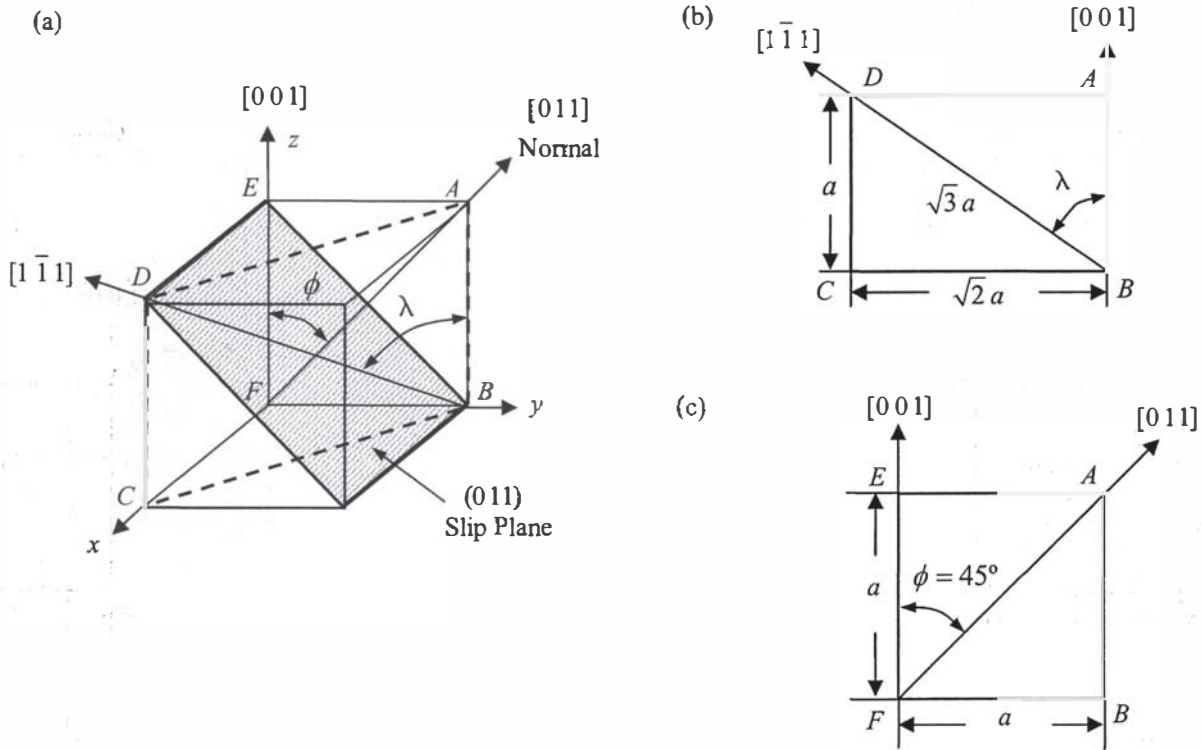 (a)
[0 0 1]
z
[0 1 1]
Normal
E
A
[1 1̅ 1]
D
ϕ
λ
F
B
y
C
x
(0 1 1)
Slip Plane
(b)
[0 0 1]
[1 1̅ 1]
D
A
a
√3 a
λ
C
√2 a
B
(c)
[0 0 1]
[0 1 1]
E
A
a
ϕ = 45º
F
a
B